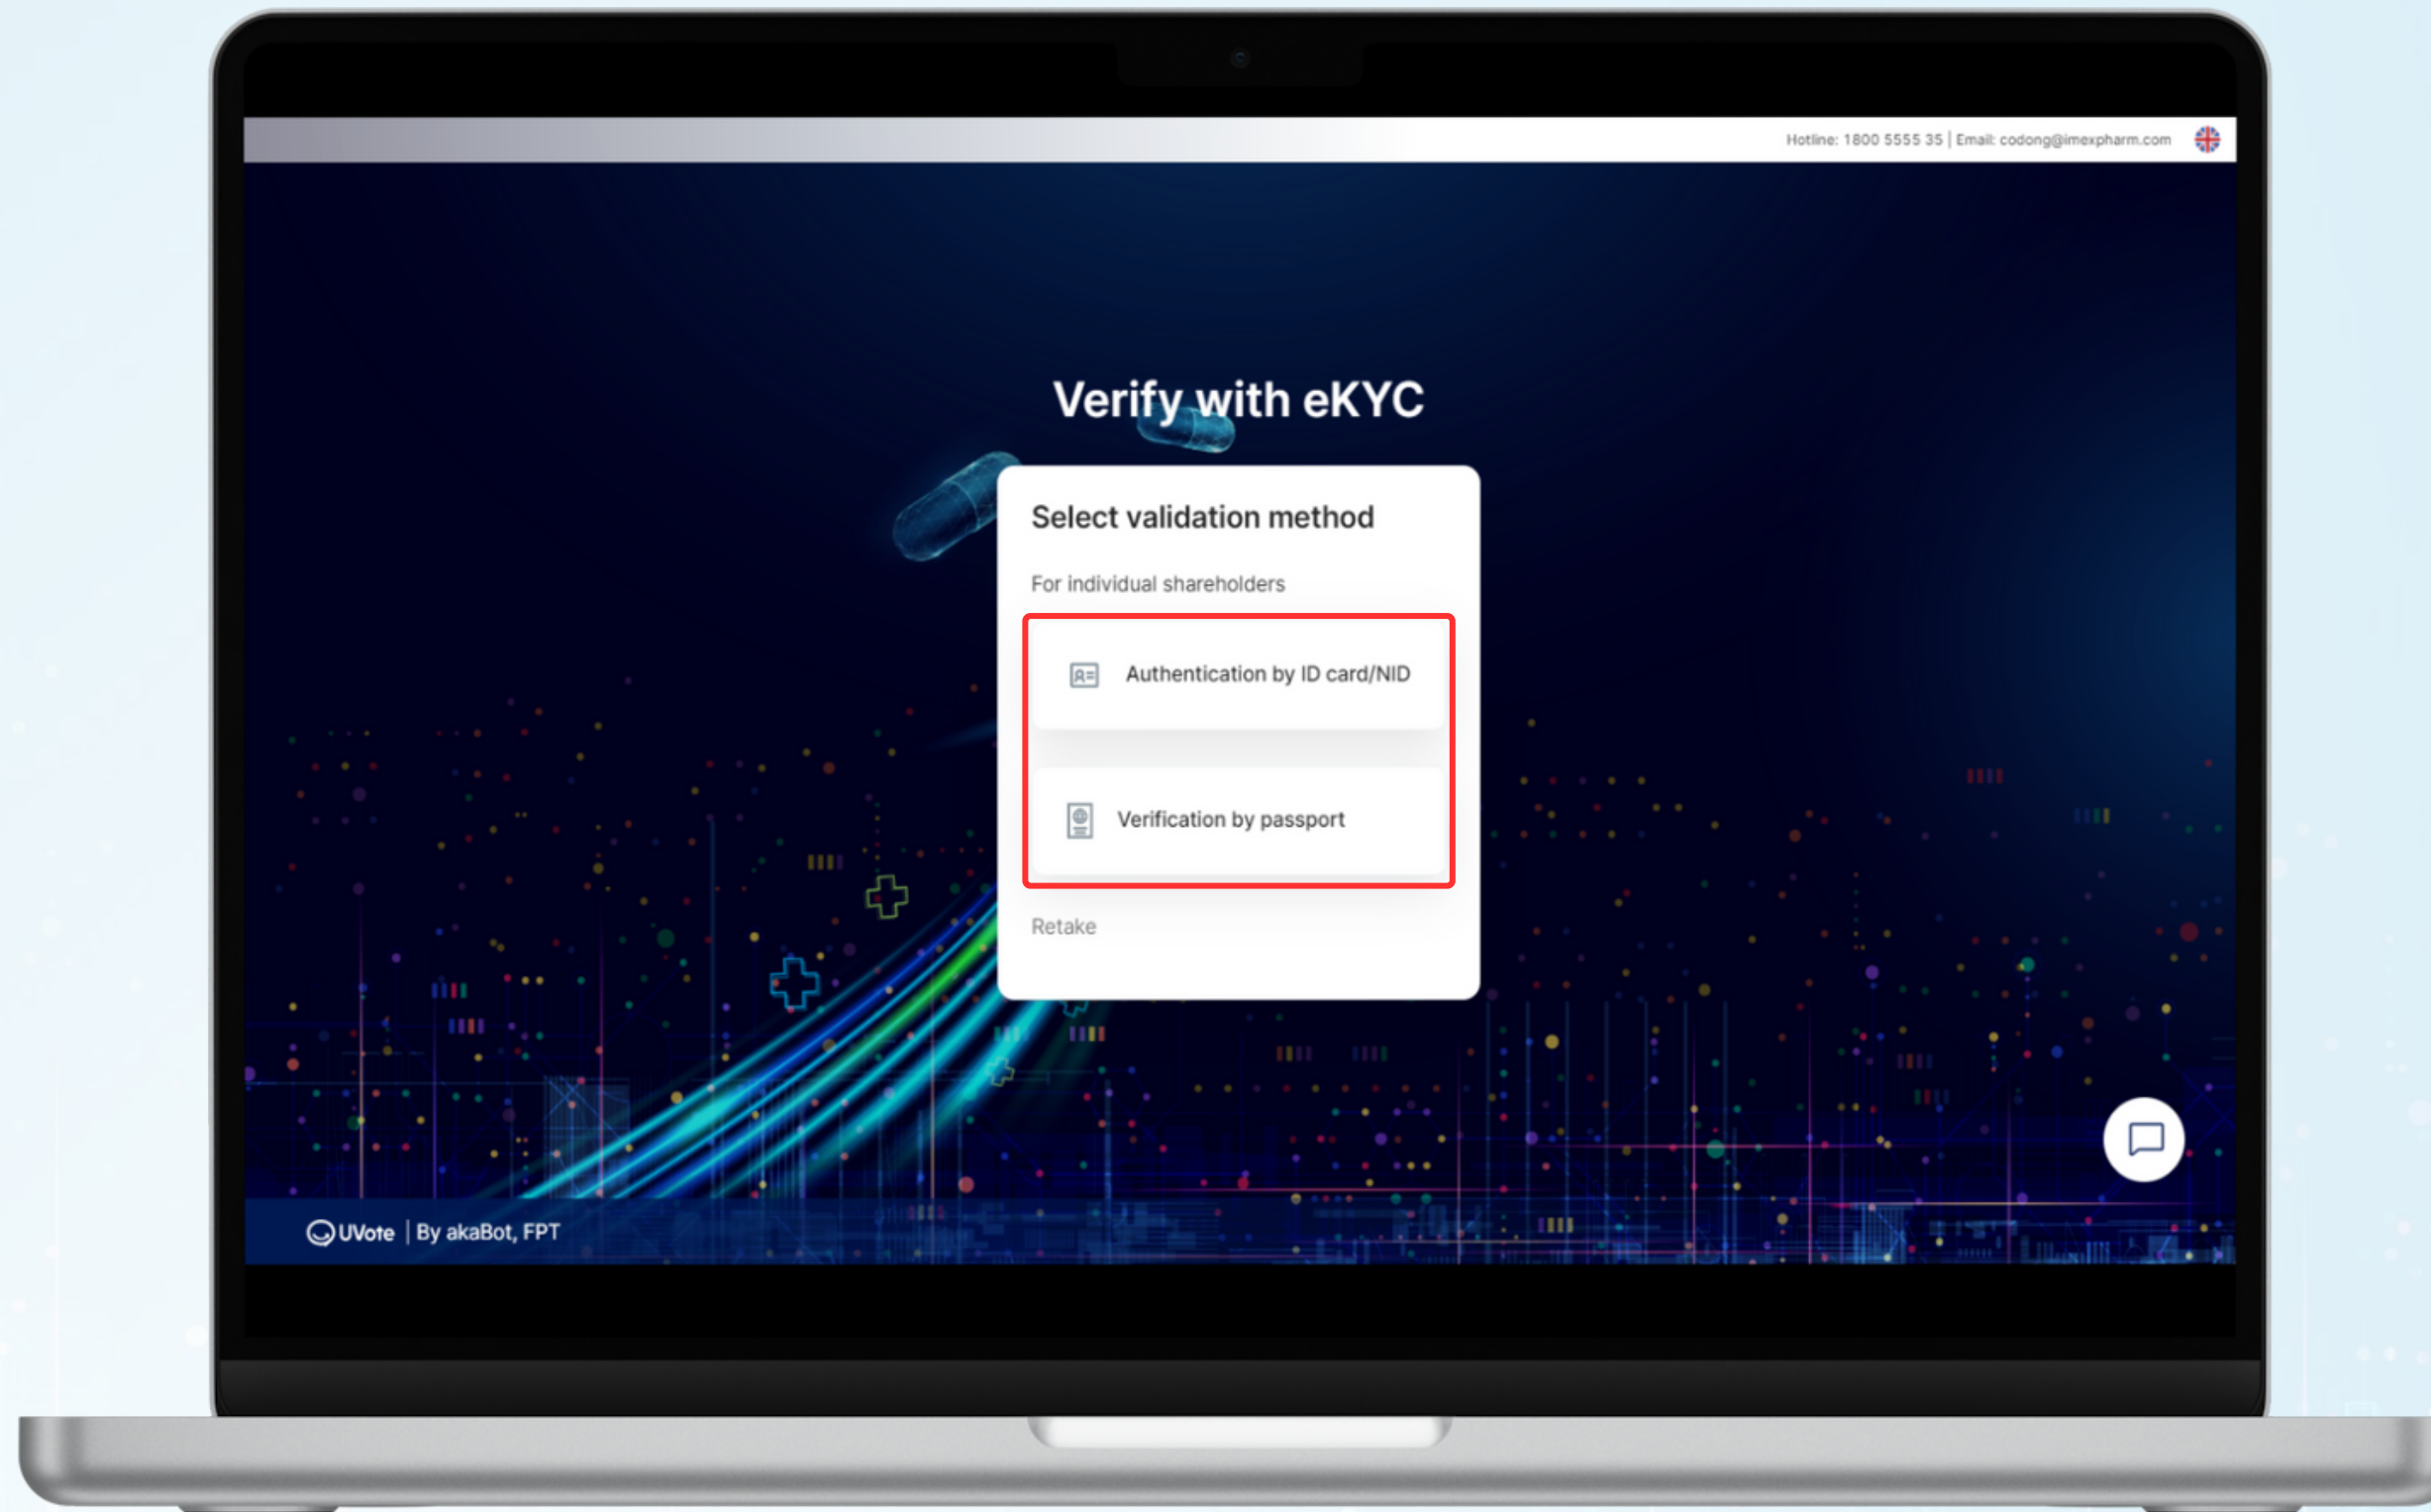 Hotline: 1800 5555 35 | Email: codong@imexpharm.com
Verify with eKYC
Select validation method
For individual shareholders
Authentication by ID card/NID
Verification by passport
Retake
UVote | By akaBot, FPT